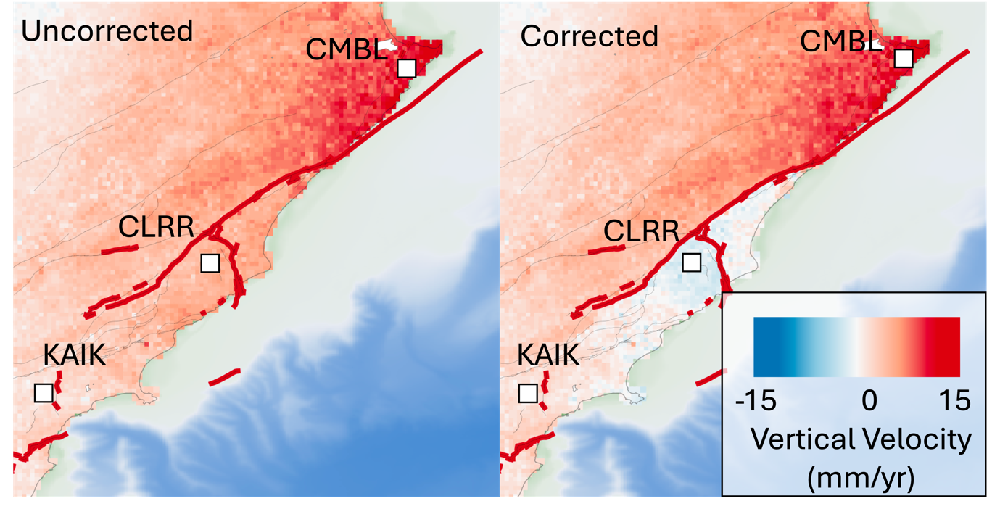 Uncorrected
CMBL
CLRR
KAIK
Corrected
CMBL
CLRR
KAIK
-15 0 15
Vertical Velocity
(mm/yr)